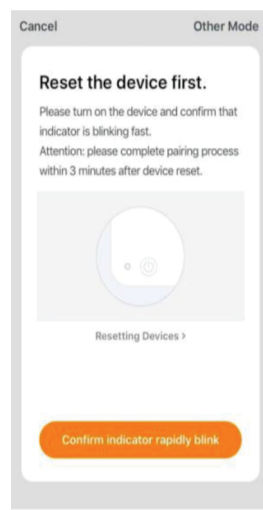 Cancel Other Mode
Reset the device first.
Please turn on the device and confirm that
indicator is blinking fast.
Attention: please complete pairing process
within 3 minutes after device reset.
Resetting Devices >
Confirm indicator rapidly blink